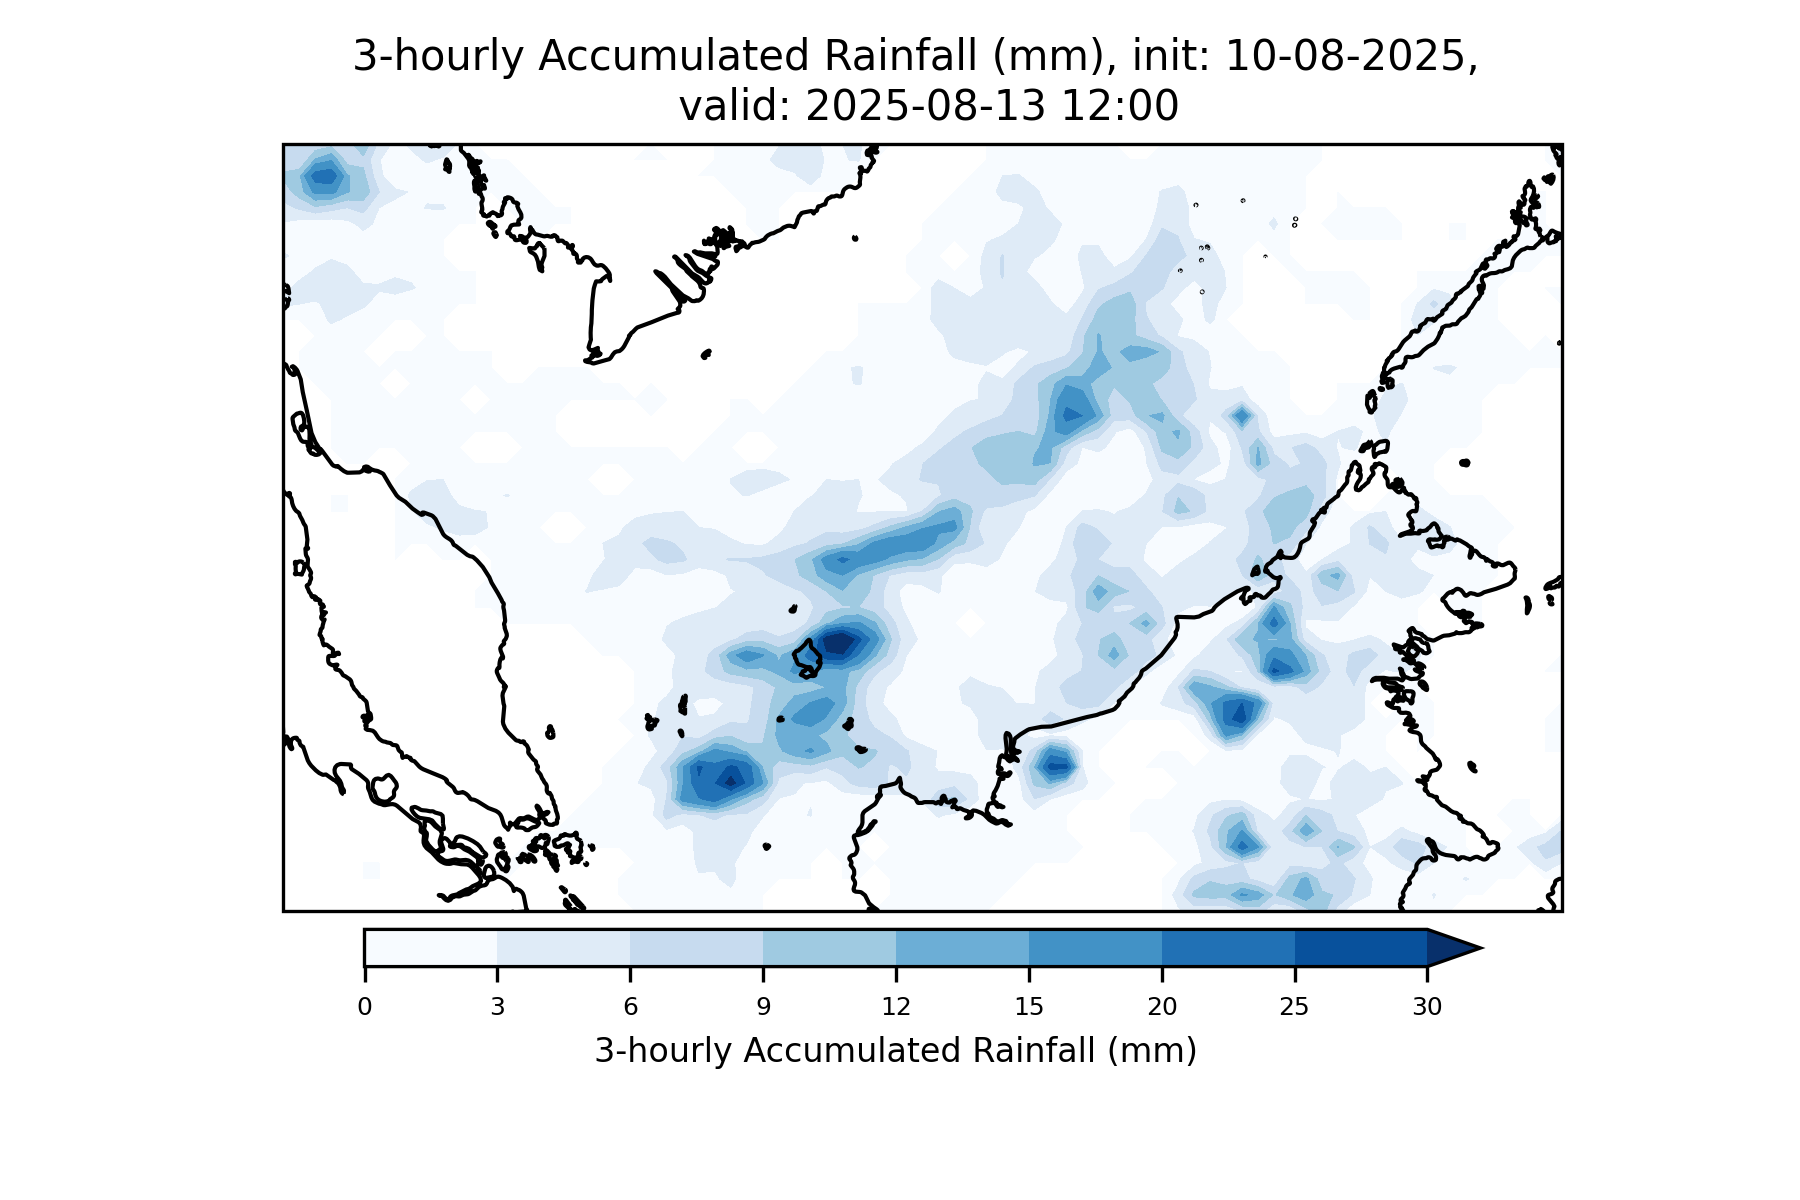 3-hourly Accumulated Rainfall (mm), init: 10-08-2025,
valid: 2025-08-13 12:00
0 3 6 9 12 15 20 25 30
3-hourly Accumulated Rainfall (mm)